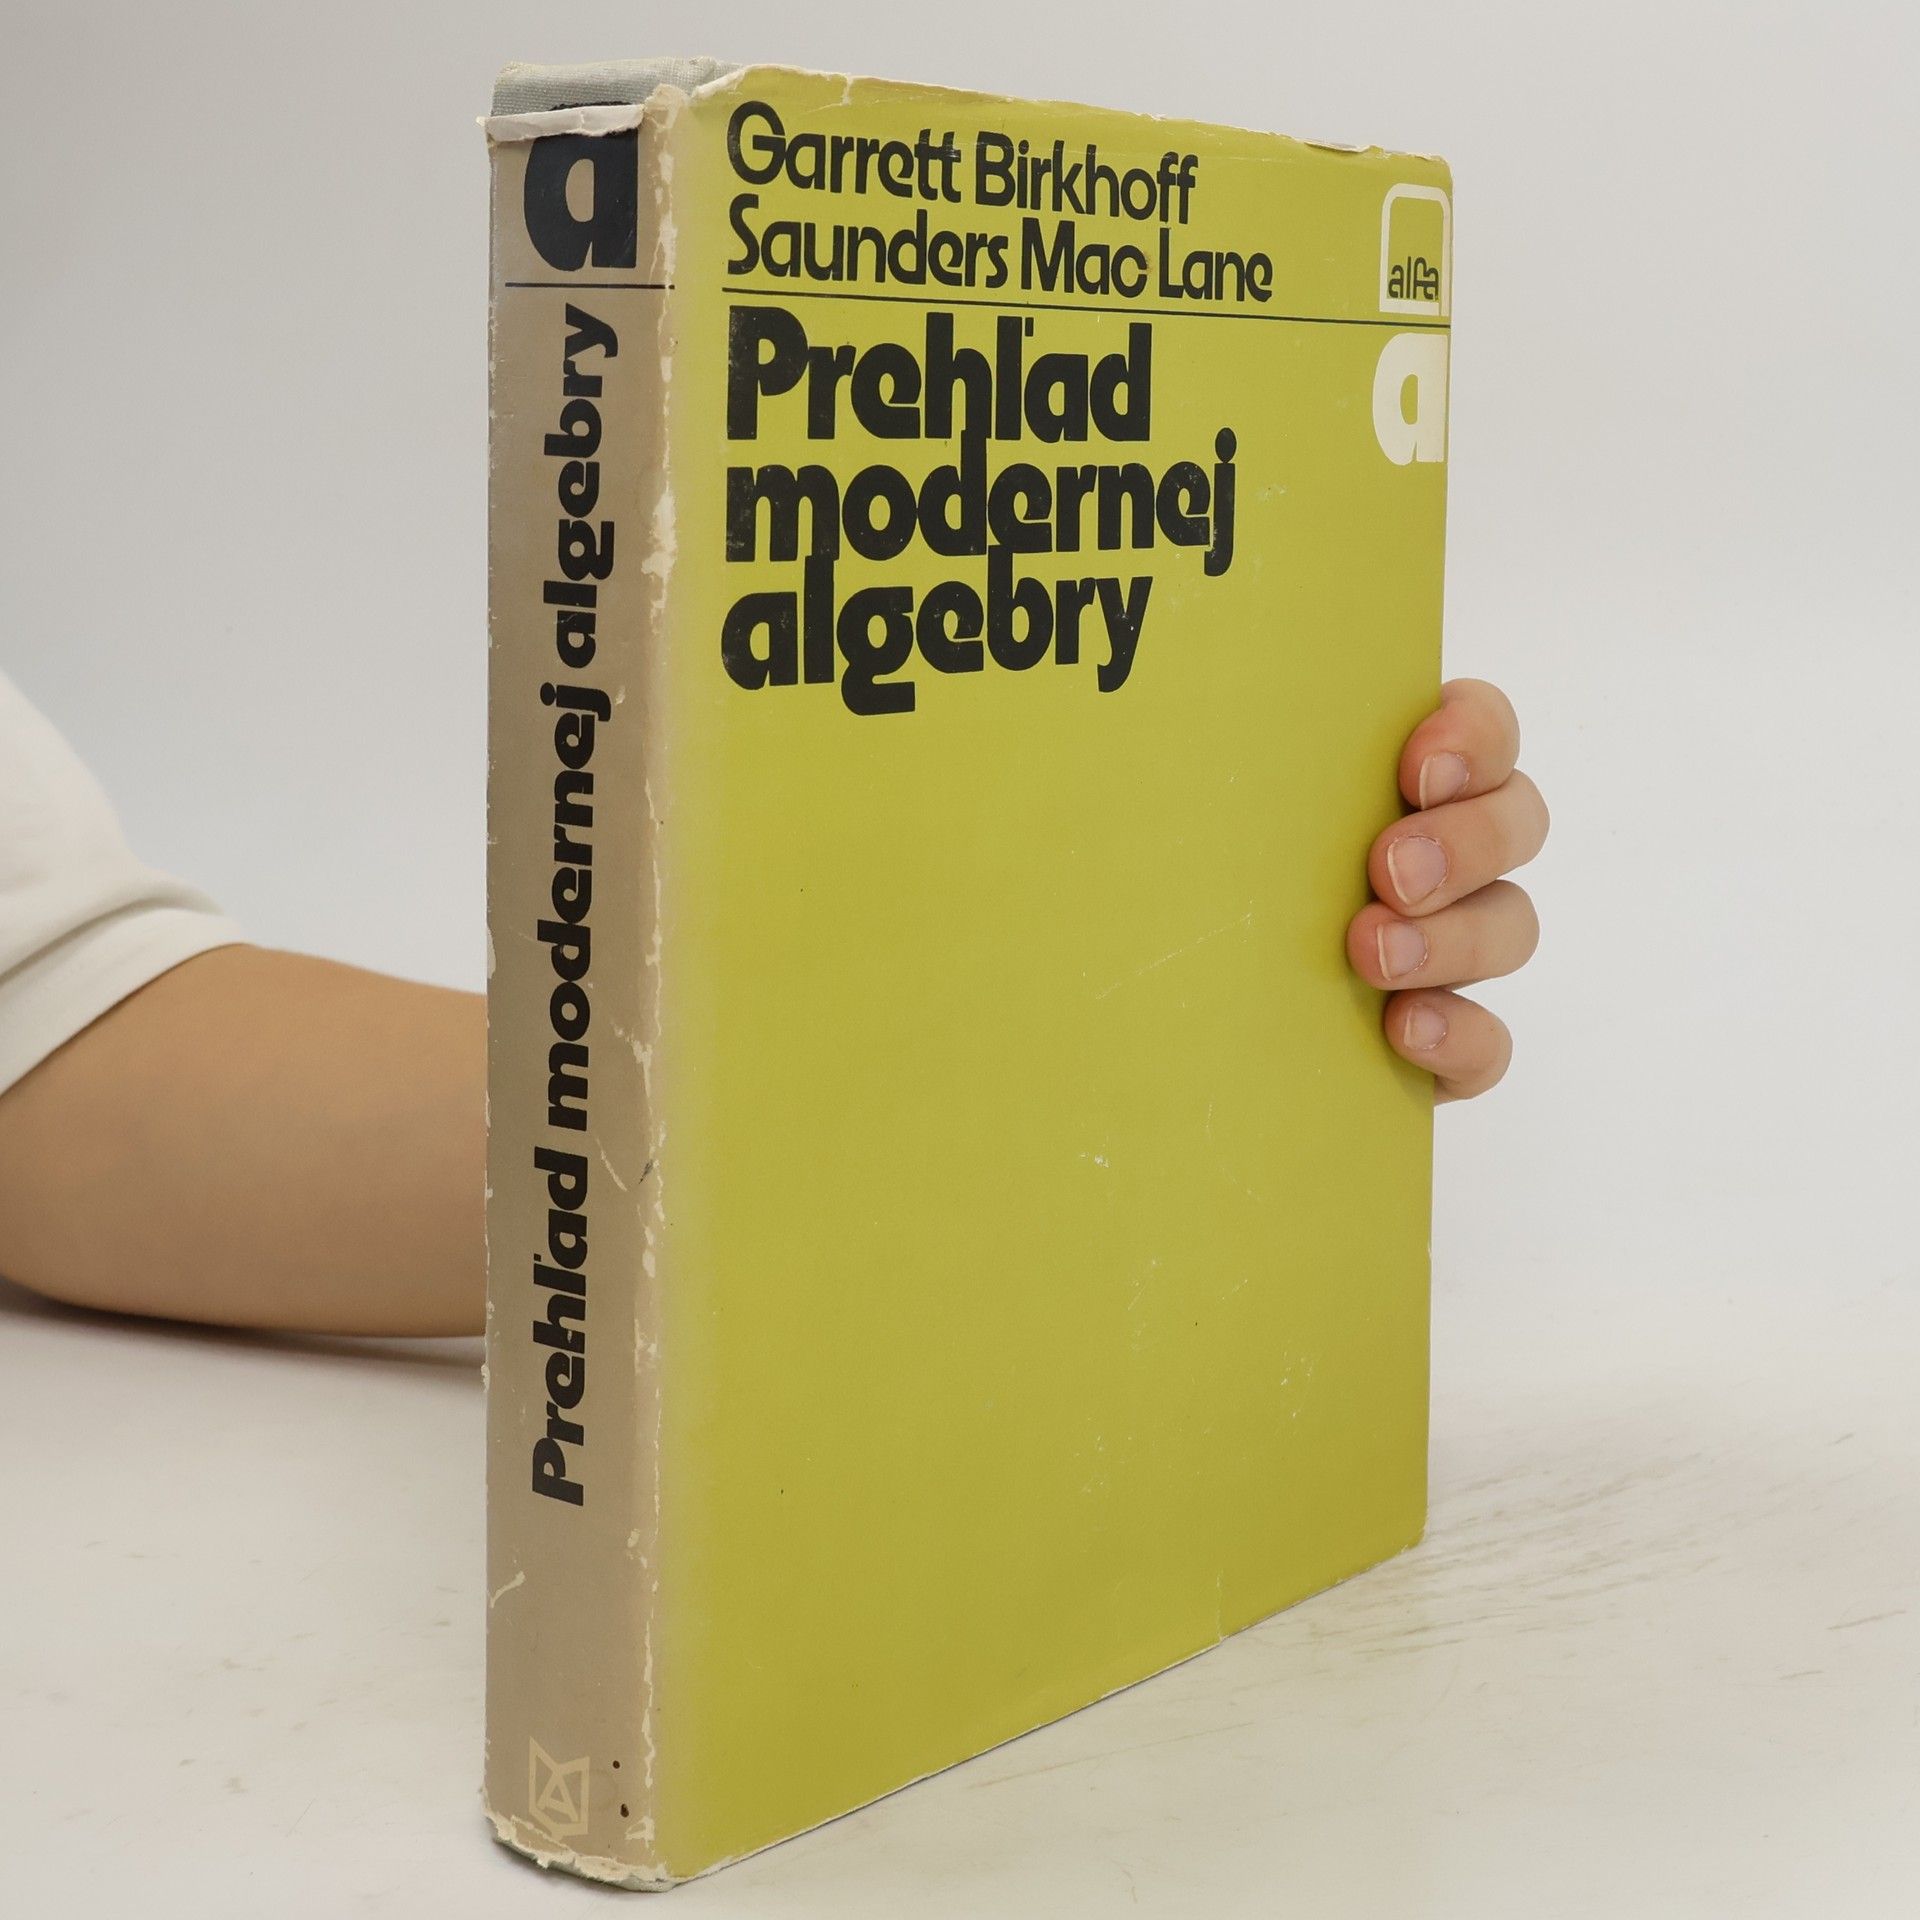 a
Prehľad modernej algebry
Garrett Birkhoff
Saunders Mac Lane
alfa
a
Prehľad
modernej
algebry